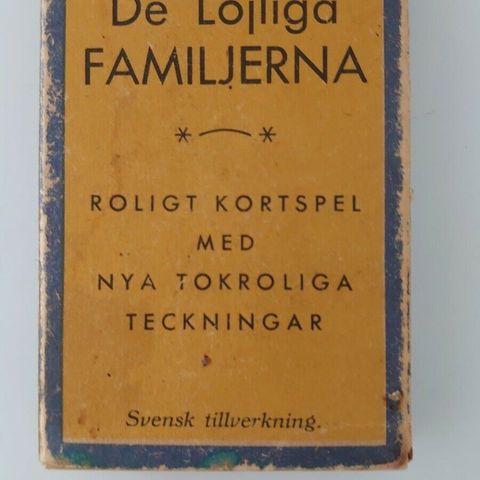 De Löjliga
FAMILJERNA
ROLIGT KORTSPEL
MED
NYA TOKROLIGA
TECKNINGAR
Svensk tillverkning.